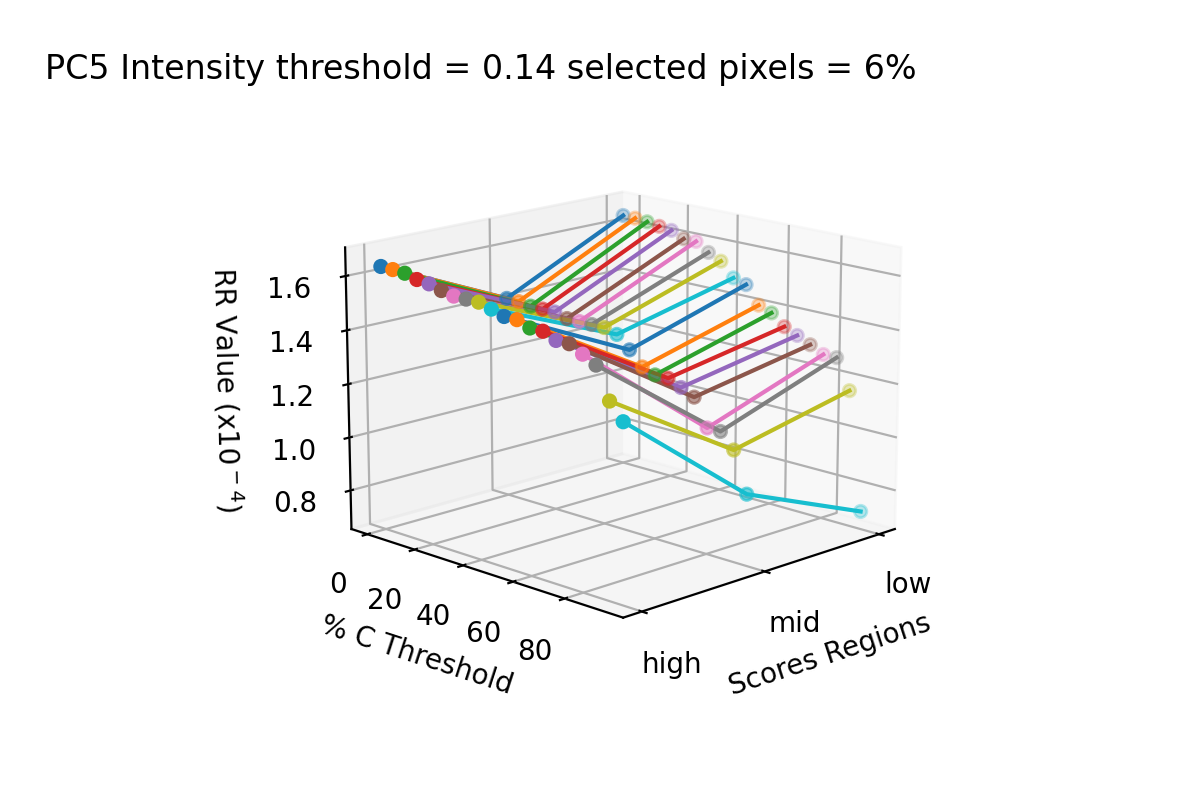 PC5 Intensity threshold = 0.14 selected pixels = 6%
RR Value (x10⁻⁴)
1.6
1.4
1.2
1.0
0.8
0
20
40
60
80
% C Threshold
high
mid
low
Scores Regions